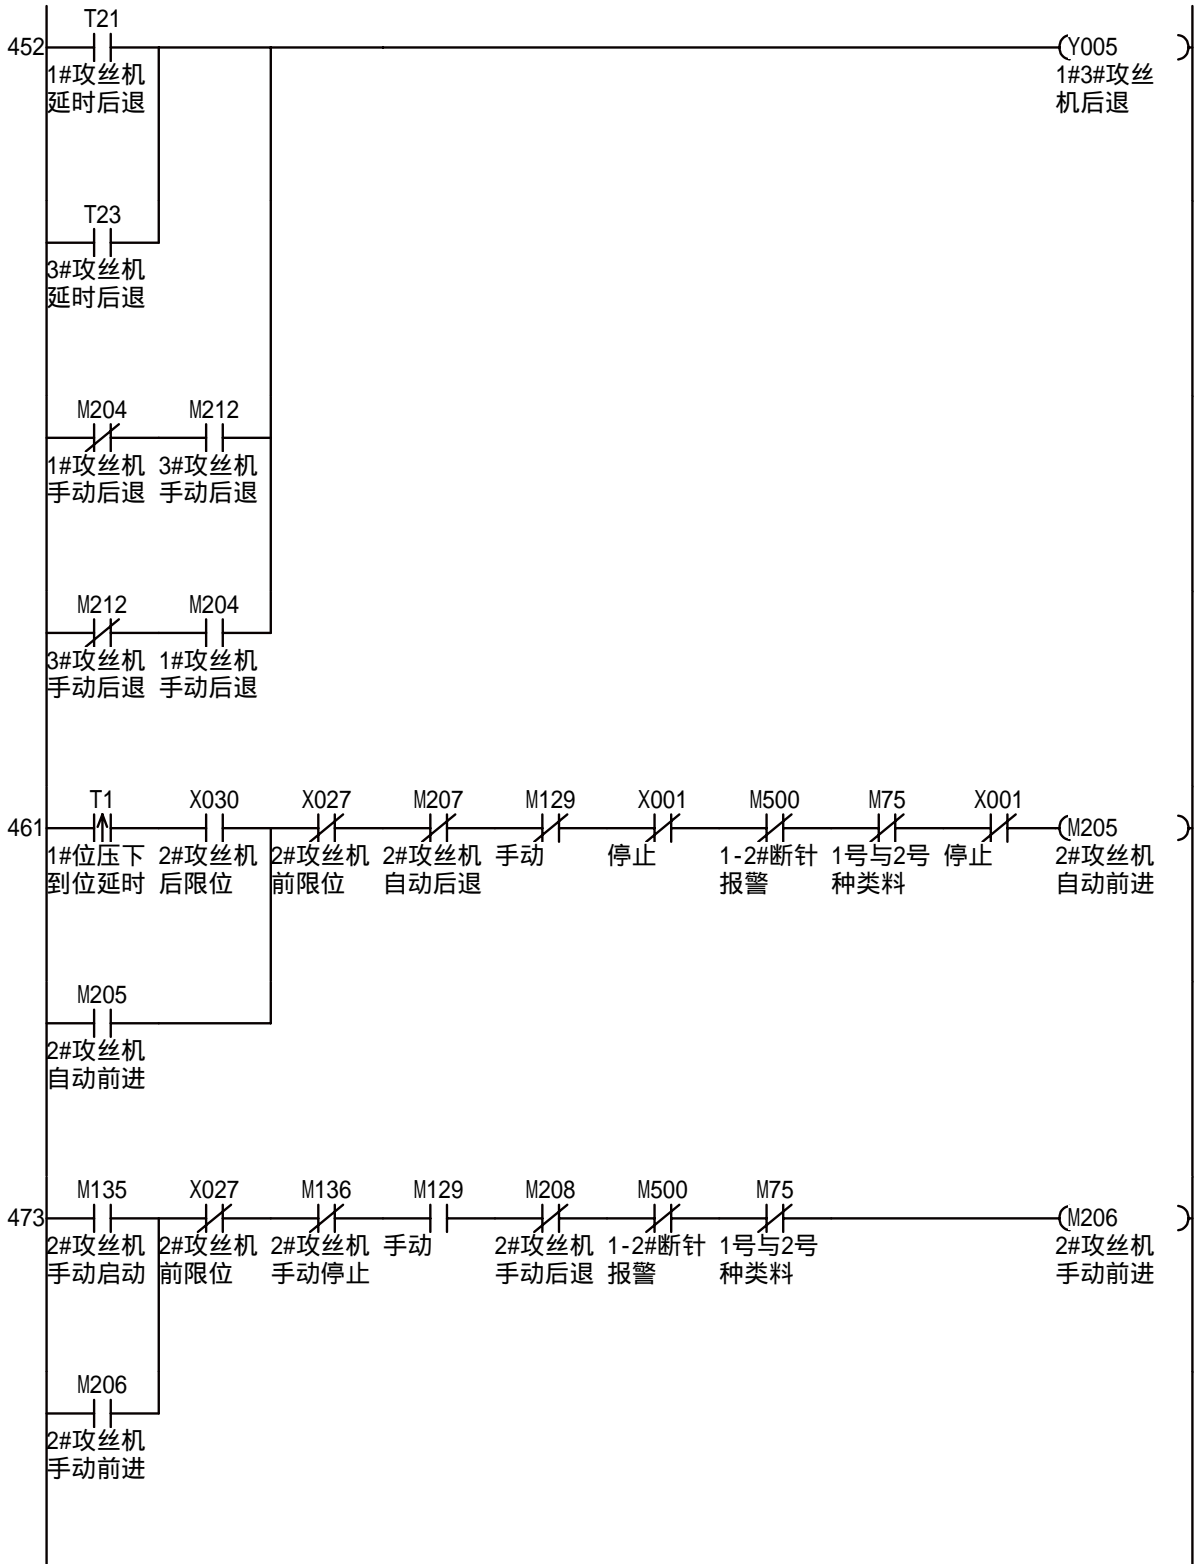 T21
452
(Y005 )
1#攻丝机
延时后退
1#3#攻丝
机后退
T23
3#攻丝机
延时后退
M204 M212
1#攻丝机 3#攻丝机
手动后退 手动后退
M212 M204
3#攻丝机 1#攻丝机
手动后退 手动后退
T1 X030 X027 M207 M129 X001 M500 M75 X001
461
(M205 )
1#位压下 2#攻丝机 2#攻丝机 2#攻丝机 手动 停止 1-2#断针 1号与2号 停止 2#攻丝机
到位延时 后限位 前限位 自动后退 报警 种类料 自动前进
M205
2#攻丝机
自动前进
M135 X027 M136 M129 M208 M500 M75
473
(M206 )
2#攻丝机 2#攻丝机 2#攻丝机 手动 2#攻丝机 1-2#断针 1号与2号 2#攻丝机
手动启动 前限位 手动停止 手动后退 报警 种类料 手动前进
M206
2#攻丝机
手动前进